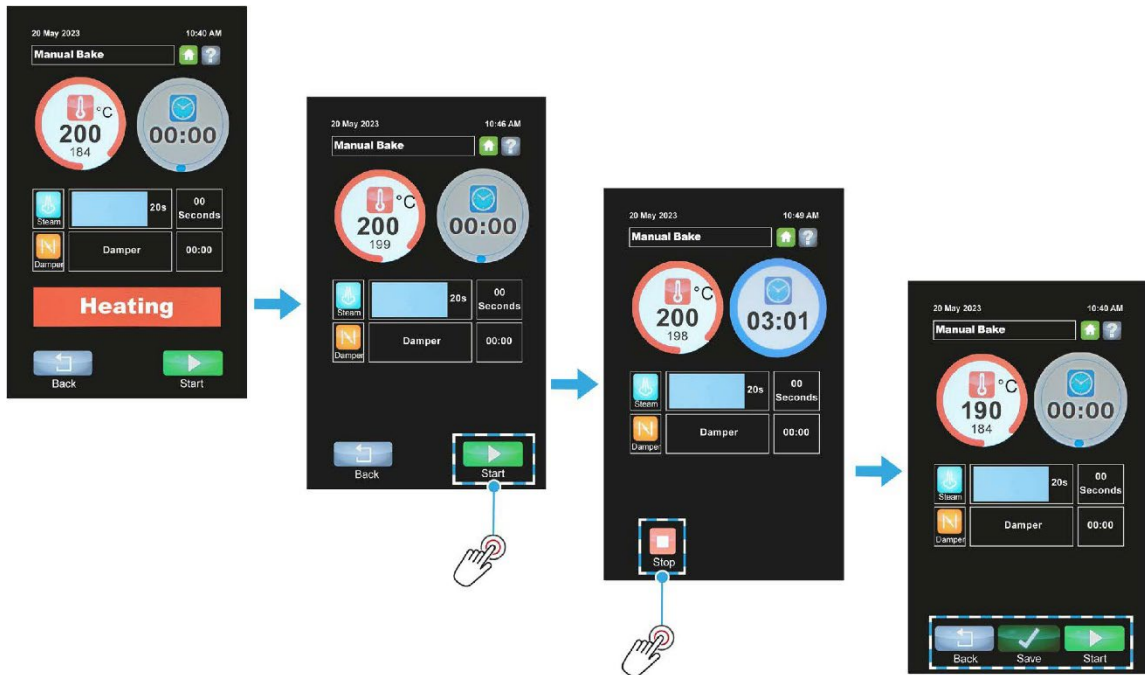 20 May 2023 10:40 AM
Manual Bake ?
°C
200 00:00
184
20s 00
Steam Seconds
Damper 00:00
Damper
Heating
Back Start
20 May 2023 10:46 AM
Manual Bake ?
°C
200 00:00
199
20s 00
Steam Seconds
Damper 00:00
Damper
Back Start
20 May 2023 10:49 AM
Manual Bake ?
°C
200 03:01
198
20s 00
Steam Seconds
Damper 00:00
Damper
Stop
20 May 2023 10:40 AM
Manual Bake ?
°C
190 00:00
184
20s 00
Steam Seconds
Damper 00:00
Damper
Back Save Start